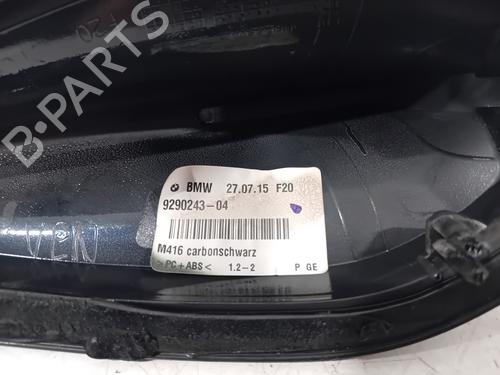 B-PARTS
BMW 27.07.15 F20
9290243-04
M416 carbonschwarz
>PC+ABS< 1.2-2 P GE